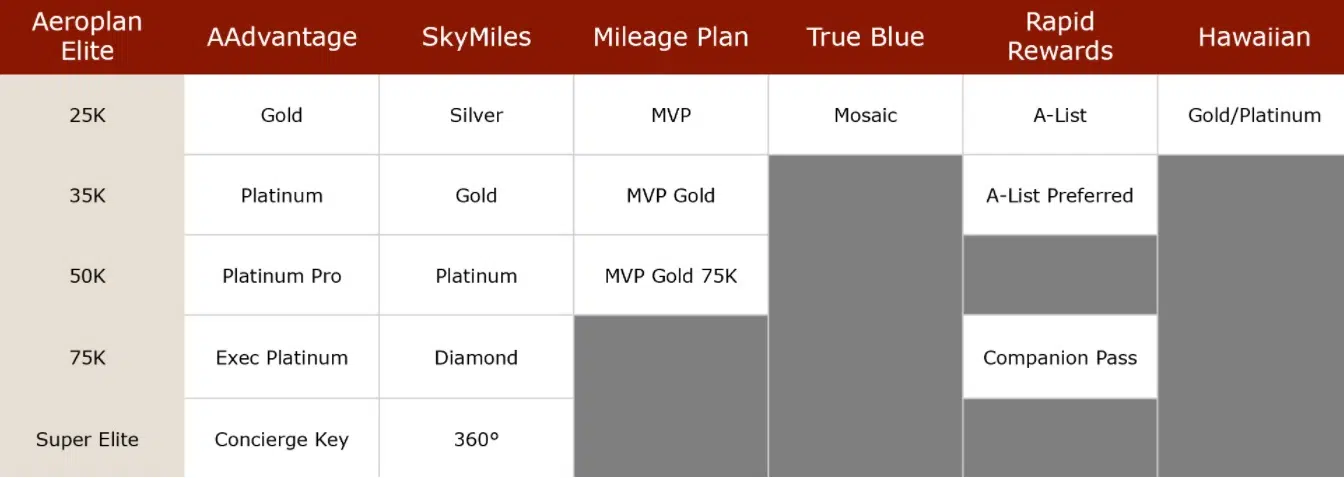 Aeroplan
Elite
AAdvantage
SkyMiles
Mileage Plan
True Blue
Rapid
Rewards
Hawaiian
25K
Gold
Silver
MVP
Mosaic
A-List
Gold/Platinum
35K
Platinum
Gold
MVP Gold
A-List Preferred
50K
Platinum Pro
Platinum
MVP Gold 75K
75K
Exec Platinum
Diamond
Companion Pass
Super Elite
Concierge Key
360º